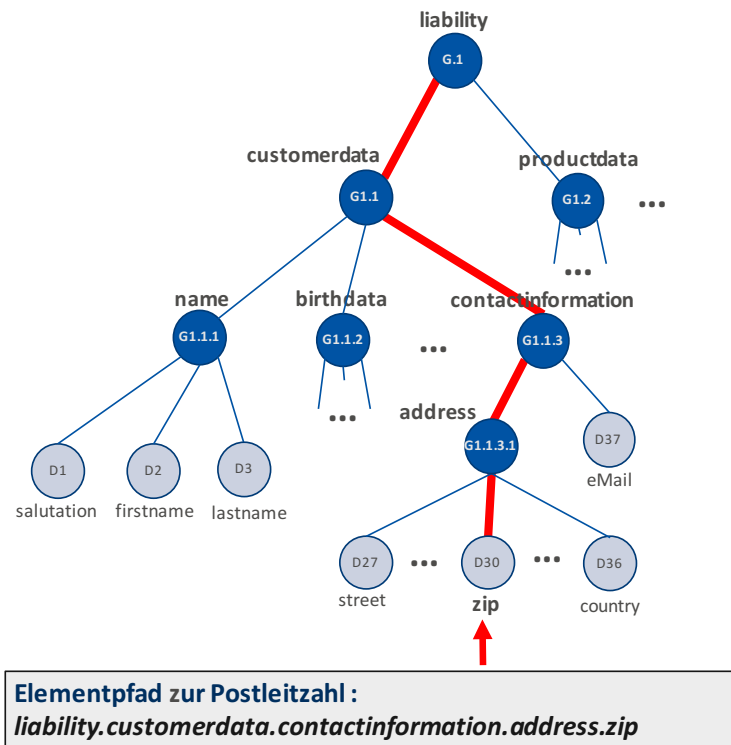 liability
G.1
customerdata
productdata
G1.1
G1.2
...
...
name
birthdata
contactinformation
G1.1.1
G1.1.2
...
G1.1.3
...
address
G1.1.3.1
D37
eMail
D1
D2
D3
salutation
firstname
lastname
D27
...
D30
...
D36
street
zip
country
Elementpfad zur Postleitzahl :
liability.customerdata.contactinformation.address.zip